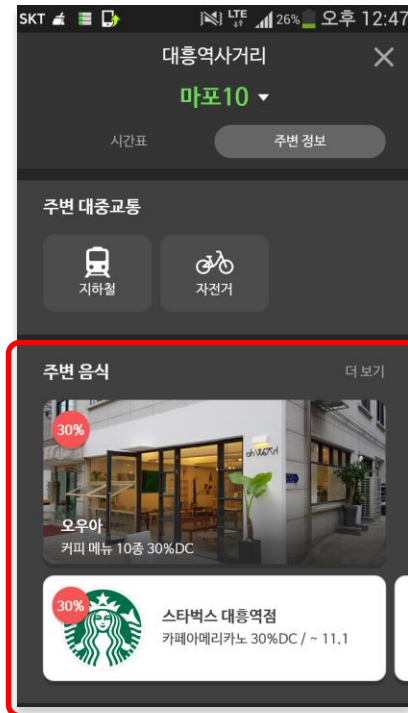 SKT LTE 26% 오후 12:47
대흥역사거리
마포10
시간표 주변 정보
주변 대중교통
지하철 자전거
주변 음식 더 보기
30%
오우아
커피 메뉴 10종 30%DC
30%
스타벅스 대흥역점
카페아메리카노 30%DC / ~ 11.1